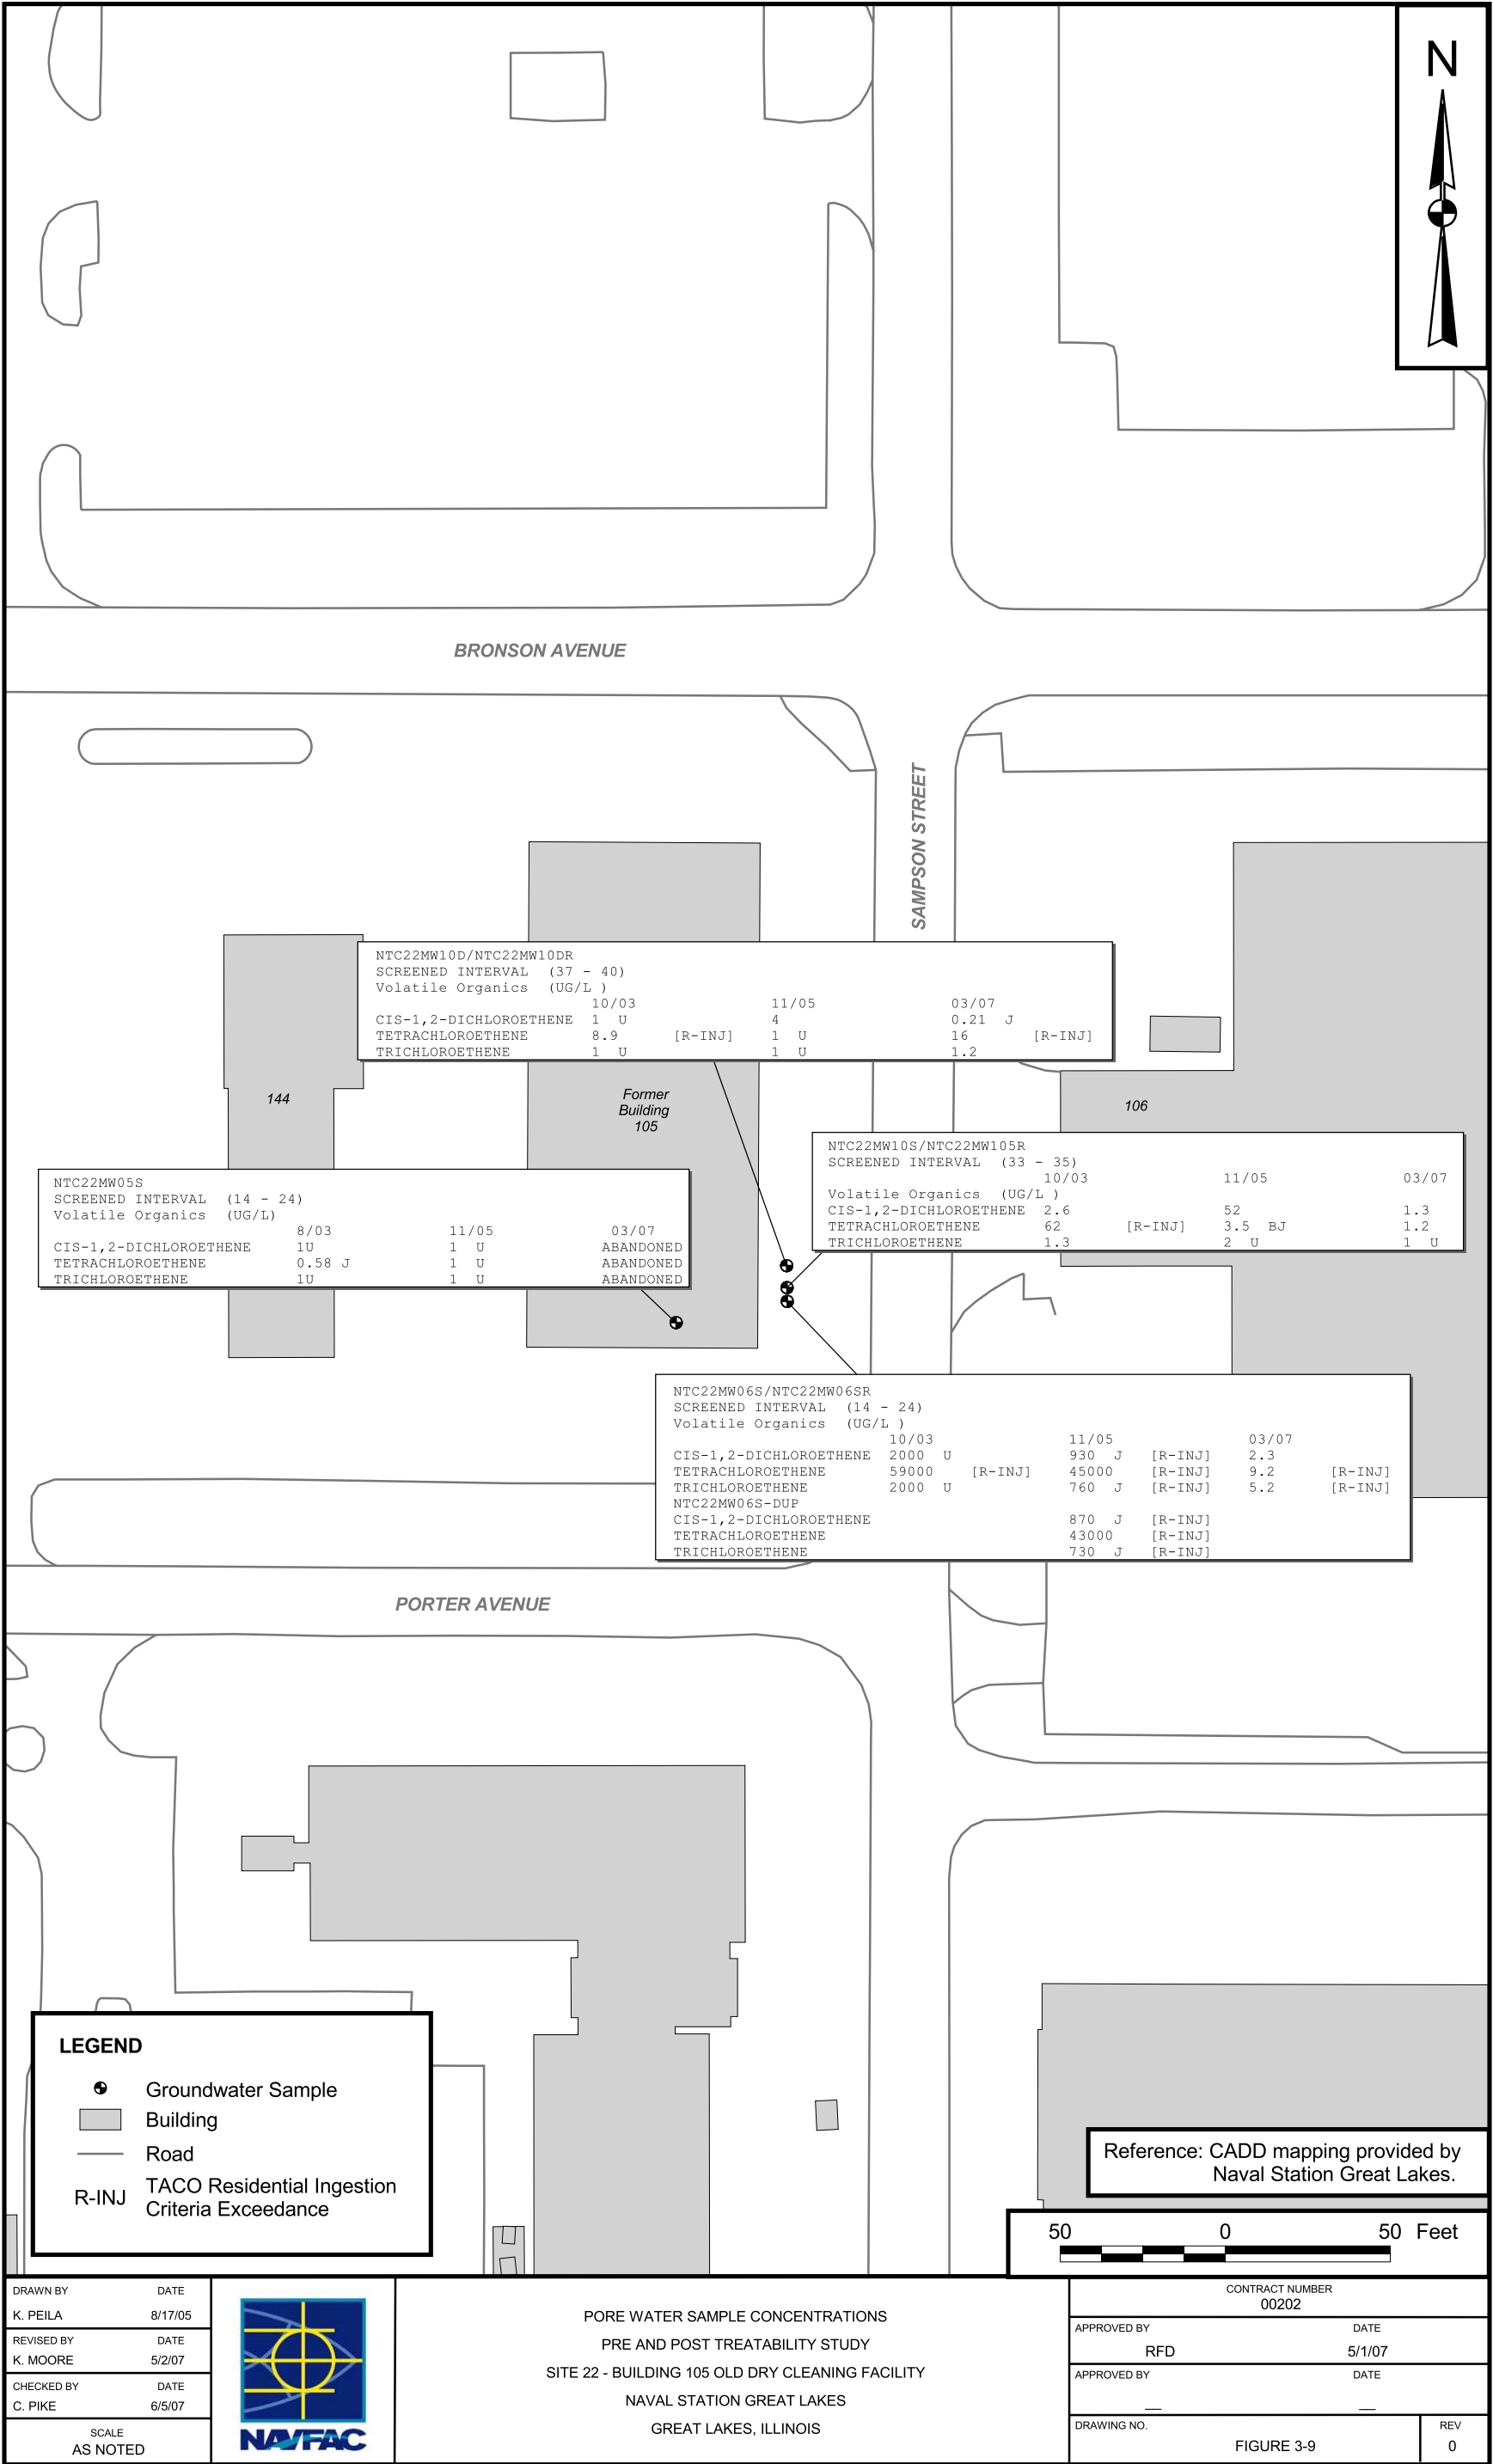 N
BRONSON AVENUE
SAMPSON STREET
NTC22MW10D/NTC22MW10DR
SCREENED INTERVAL (37 - 40)
Volatile Organics (UG/L )
10/03 11/05 03/07
CIS-1,2-DICHLOROETHENE 1 U 4 0.21 J
TETRACHLOROETHENE 8.9 [R-INJ] 1 U 16 [R-INJ]
TRICHLOROETHENE 1 U 1 U 1.2
144
Former
Building
105
106
NTC22MW10S/NTC22MW105R
SCREENED INTERVAL (33 - 35)
10/03 11/05 03/07
Volatile Organics (UG/L )
CIS-1,2-DICHLOROETHENE 2.6 52 1.3
TETRACHLOROETHENE 62 [R-INJ] 3.5 BJ 1.2
TRICHLOROETHENE 1.3 2 U 1 U
NTC22MW05S
SCREENED INTERVAL (14 - 24)
Volatile Organics (UG/L)
8/03 11/05 03/07
CIS-1,2-DICHLOROETHENE 1U 1 U ABANDONED
TETRACHLOROETHENE 0.58 J 1 U ABANDONED
TRICHLOROETHENE 1U 1 U ABANDONED
NTC22MW06S/NTC22MW06SR
SCREENED INTERVAL (14 - 24)
Volatile Organics (UG/L )
10/03 11/05 03/07
CIS-1,2-DICHLOROETHENE 2000 U 930 J [R-INJ] 2.3
TETRACHLOROETHENE 59000 [R-INJ] 45000 [R-INJ] 9.2 [R-INJ]
TRICHLOROETHENE 2000 U 760 J [R-INJ] 5.2 [R-INJ]
NTC22MW06S-DUP
CIS-1,2-DICHLOROETHENE 870 J [R-INJ]
TETRACHLOROETHENE 43000 [R-INJ]
TRICHLOROETHENE 730 J [R-INJ]
PORTER AVENUE
LEGEND
Groundwater Sample
Building
Road
R-INJ TACO Residential Ingestion
Criteria Exceedance
Reference: CADD mapping provided by
Naval Station Great Lakes.
50 0 50 Feet
DRAWN BY DATE
K. PEILA 8/17/05
REVISED BY DATE
K. MOORE 5/2/07
CHECKED BY DATE
C. PIKE 6/5/07
SCALE
AS NOTED
NAVFAC
PORE WATER SAMPLE CONCENTRATIONS
PRE AND POST TREATABILITY STUDY
SITE 22 - BUILDING 105 OLD DRY CLEANING FACILITY
NAVAL STATION GREAT LAKES
GREAT LAKES, ILLINOIS
CONTRACT NUMBER
00202
APPROVED BY DATE
RFD 5/1/07
APPROVED BY DATE
— —
DRAWING NO. REV
FIGURE 3-9 0